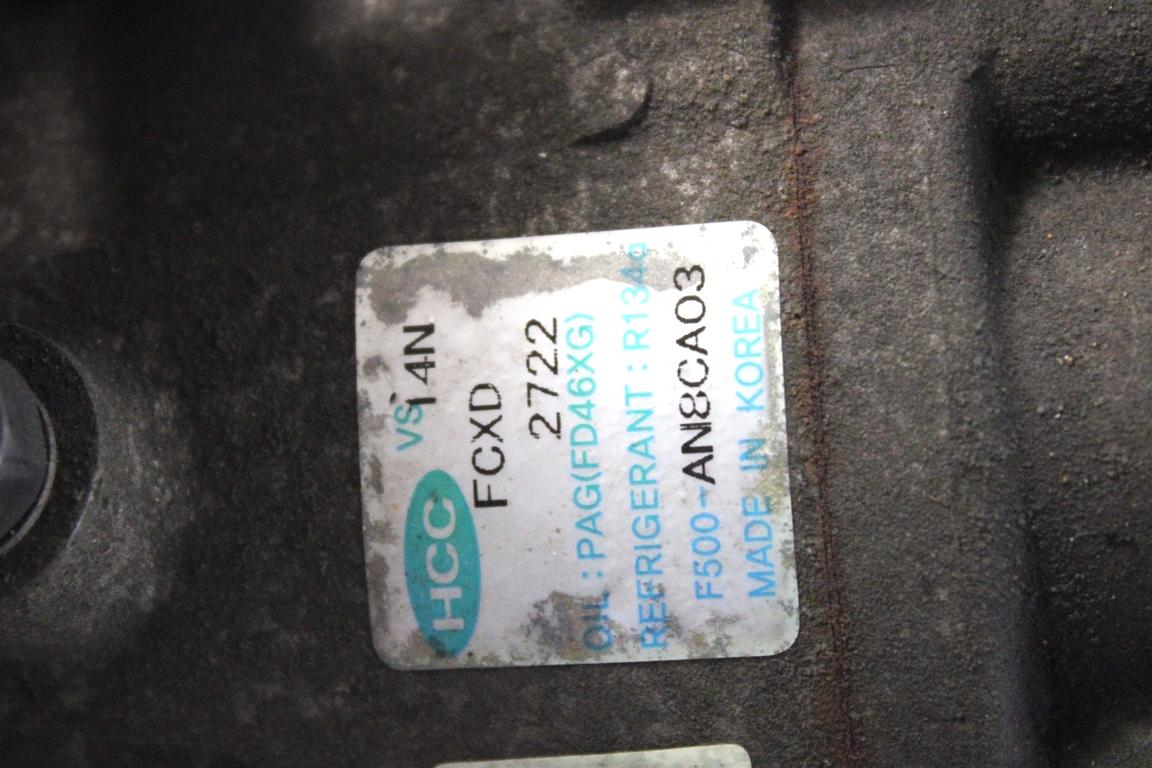 HCC VS14N
FCXD
2722
OIL : PAG(FD46XG)
REFRIGERANT : R134a
F500-AN8CA03
MADE IN KOREA